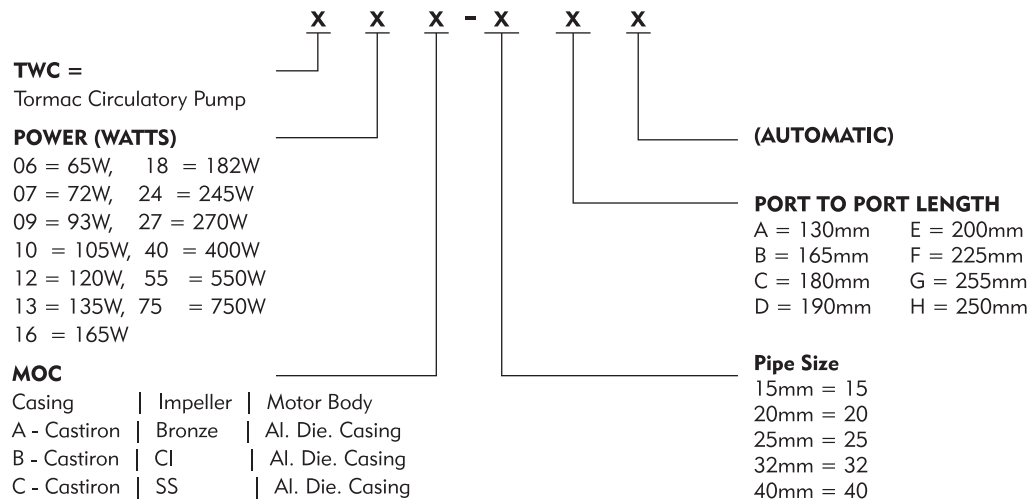 X X X - X X X
TWC =
Tormac Circulatory Pump
POWER (WATTS)
06 = 65W, 18 = 182W
07 = 72W, 24 = 245W
09 = 93W, 27 = 270W
10 = 105W, 40 = 400W
12 = 120W, 55 = 550W
13 = 135W, 75 = 750W
16 = 165W
MOC
Casing | Impeller | Motor Body
A - Castiron | Bronze | Al. Die. Casing
B - Castiron | CI | Al. Die. Casing
C - Castiron | SS | Al. Die. Casing
(AUTOMATIC)
PORT TO PORT LENGTH
A = 130mm E = 200mm
B = 165mm F = 225mm
C = 180mm G = 255mm
D = 190mm H = 250mm
Pipe Size
15mm = 15
20mm = 20
25mm = 25
32mm = 32
40mm = 40